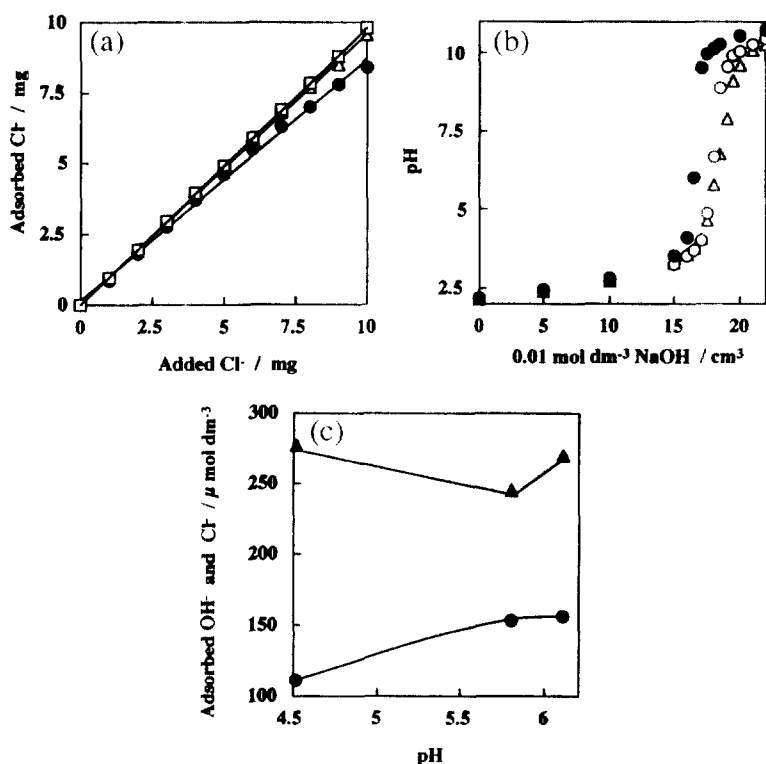 (a)
10
7.5
5
2.5
0
Adsorbed Cl- / mg
0 2.5 5 7.5 10
Added Cl- / mg
(b)
10
7.5
5
2.5
pH
0 5 10 15 20
0.01 mol dm-3 NaOH / cm3
(c)
300
250
200
150
100
Adsorbed OH- and Cl- / μ mol dm-3
4.5 5 5.5 6
pH